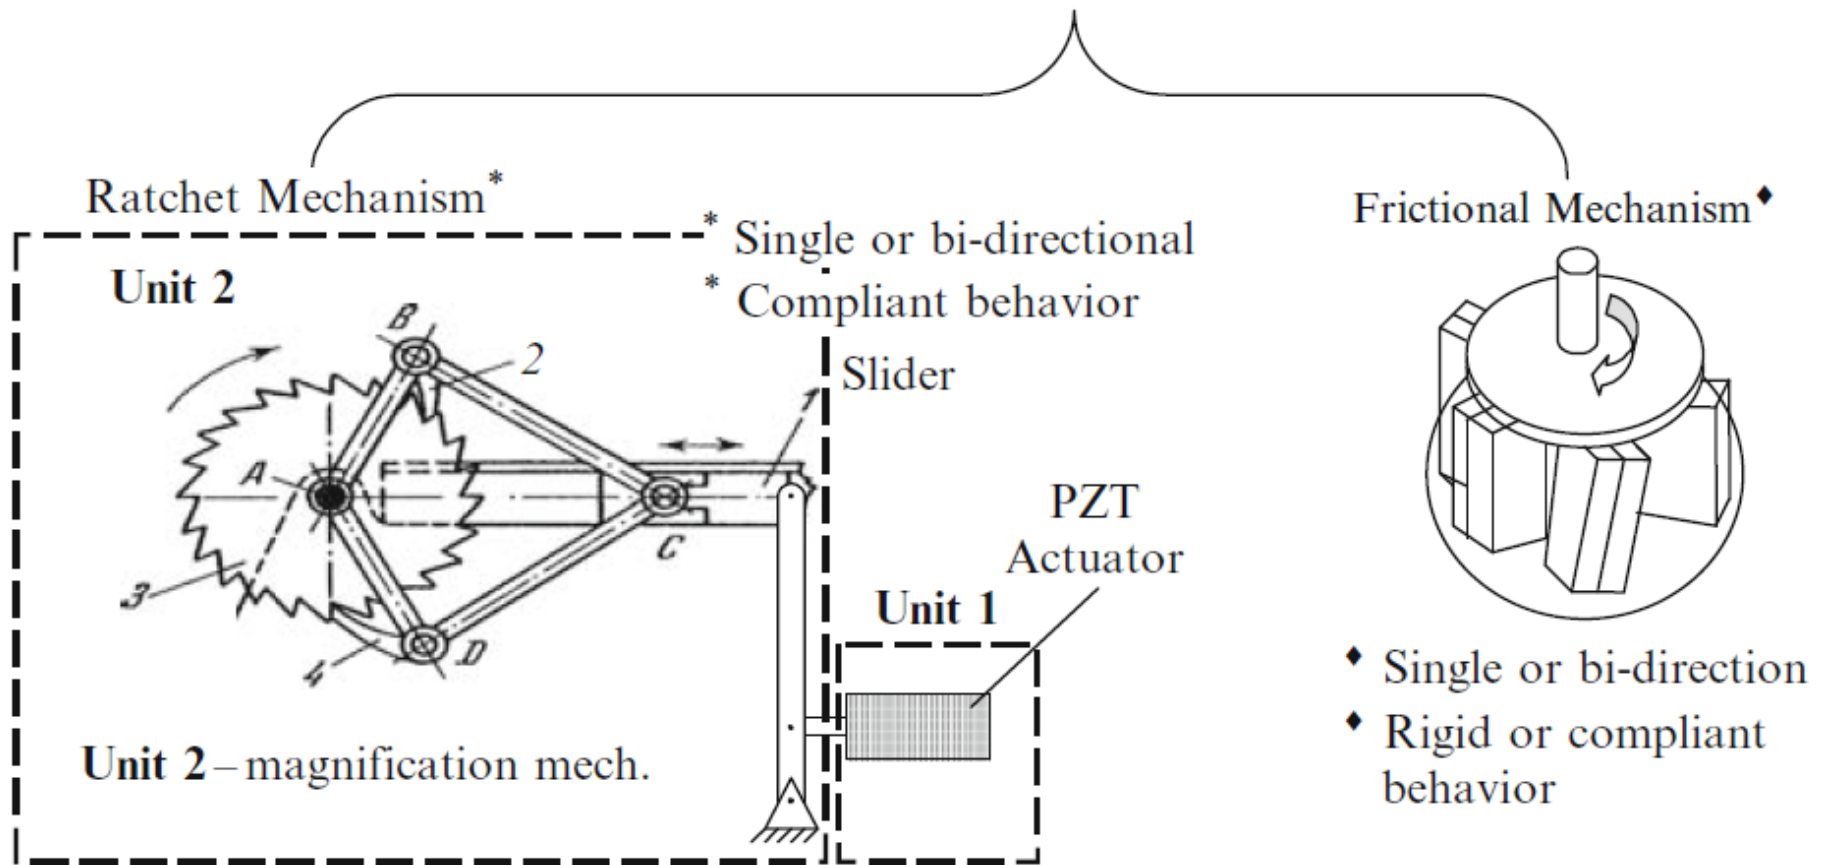 Ratchet Mechanism*
* Single or bi-directional
* Compliant behavior
Unit 2
B
2
Slider
1
A
C
3
D
4
PZT
Actuator
Unit 1
Unit 2 – magnification mech.
Frictional Mechanism♦
♦ Single or bi-direction
♦ Rigid or compliant
behavior